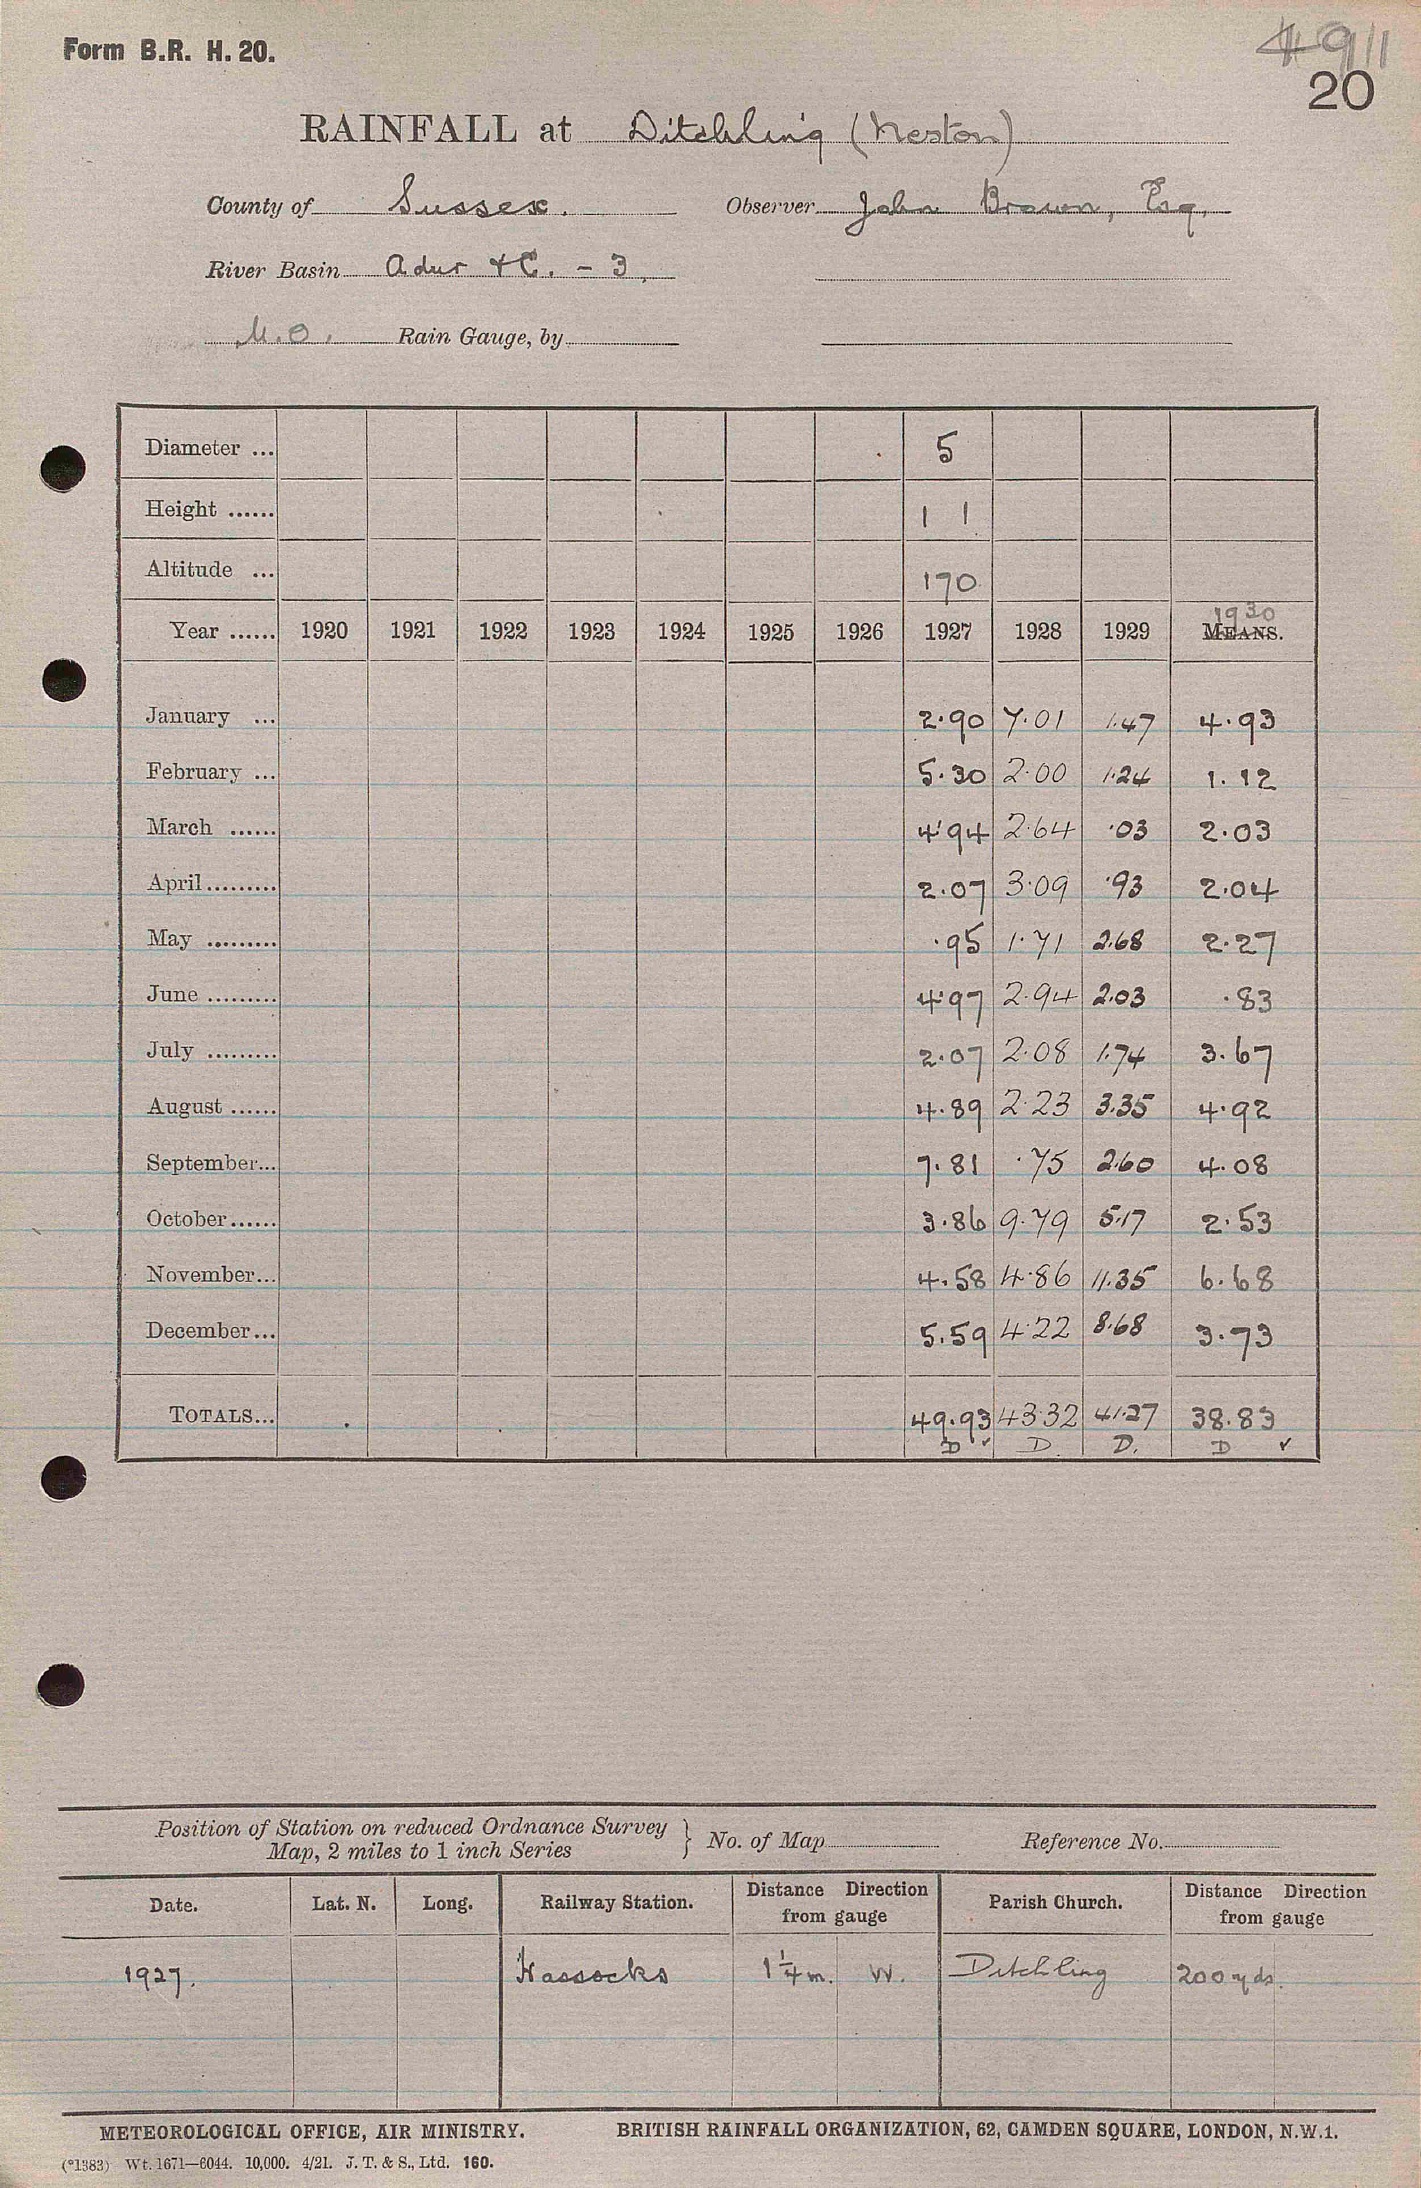 Form B.R. H. 20.
4911
20
RAINFALL at Ditchling (Neston)
County of Sussex. Observer John Brown, Esq.
River Basin Adur &C. - 3.
M.O. Rain Gauge, by
Diameter ... 5
Height ...... 1 1
Altitude ... 170
1930
Year ...... 1920 1921 1922 1923 1924 1925 1926 1927 1928 1929 MEANS.
January ... 2.90 7.01 1.47 4.93
February ... 5.30 2.00 1.24 1.12
March ...... 4.94 2.64 .03 2.03
April......... 2.07 3.09 .93 2.04
May ......... .95 1.71 2.68 2.27
June ......... 4.97 2.94 2.03 .83
July ......... 2.07 2.08 1.74 3.67
August ...... 4.89 2.23 3.35 4.92
September... 7.81 .75 2.60 4.08
October...... 3.86 9.79 5.17 2.53
November... 4.58 4.86 11.35 6.68
December... 5.59 4.22 8.68 3.73
TOTALS... 49.93 43.32 41.27 38.83
D ✓ D. D. D ✓
Position of Station on reduced Ordnance Survey
Map, 2 miles to 1 inch Series } No. of Map Reference No.
Date. Lat. N. Long. Railway Station. Distance Direction from gauge Parish Church. Distance Direction from gauge
1927. Hassocks 1 1/4 m. W. Ditchling 200 yds.
METEOROLOGICAL OFFICE, AIR MINISTRY. BRITISH RAINFALL ORGANIZATION, 62, CAMDEN SQUARE, LONDON, N.W.1.
(*1383) Wt. 1671—6044. 10,000. 4/21. J. T. & S., Ltd. 160.